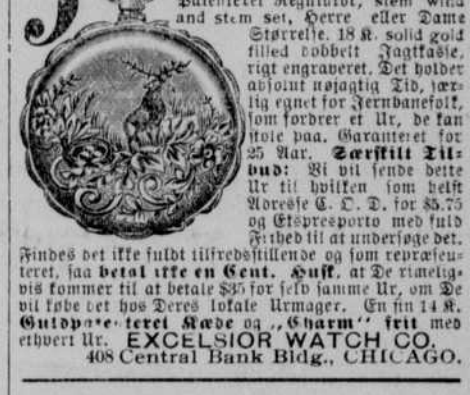 Patenteret Regulator, stem wind
and stem set, Herre eller Dame
Størrelse. 18 K. solid gold
filled dobbelt Jagtkasse,
rigt engraveret. Det holder
absolut nøjagtig Tid, sær-
lig egnet for Jernbanefolk,
som fordrer et Ur, de kan
stole paa. Garanteret for
25 Aar. Særskilt Til-
bud: Vi vil sende dette
Ur til hvilken som helst
Adresse C. O. D. for $5.75
og Ekspresporto med fuld
Frihed til at undersøge det.
Findes det ikke fuldt tilfredsstillende og som repræsen-
teret, saa betal ikke en Cent. Husk, at De rimelig-
vis kommer til at betale $35 for selv samme Ur, om De
vil købe det hos Deres lokale Urmager. En fin 14 K.
Guldpateteret Kæde og „Charm" frit med
ethvert Ur. EXCELSIOR WATCH CO.
408 Central Bank Bldg., CHICAGO.